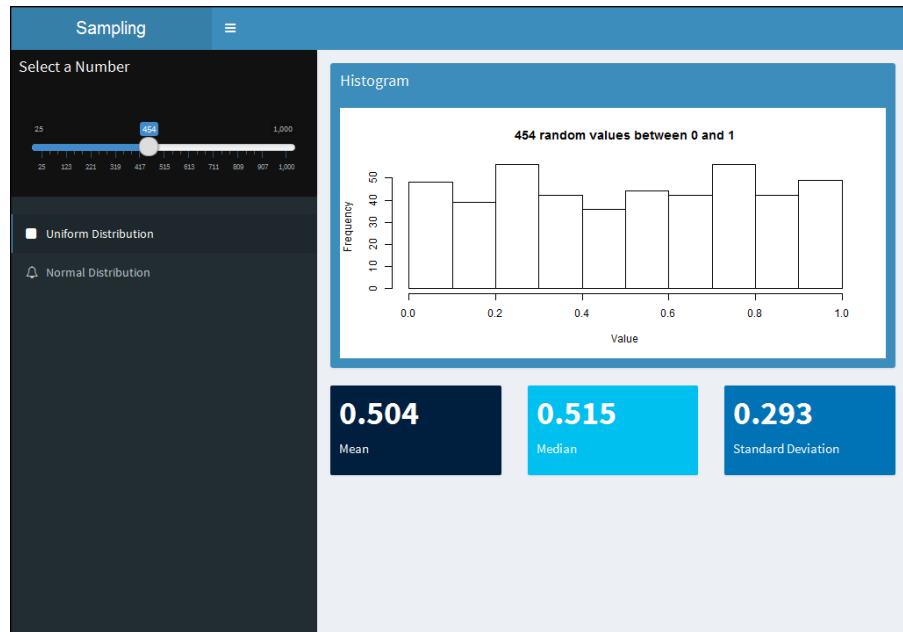 Sampling
Select a Number
25 454 1,000
25 123 221 319 417 515 613 711 809 907 1,000
Uniform Distribution
Normal Distribution
Histogram
454 random values between 0 and 1
Frequency
50
40
30
20
10
0
0.0 0.2 0.4 0.6 0.8 1.0
Value
0.504 0.515 0.293
Mean Median Standard Deviation